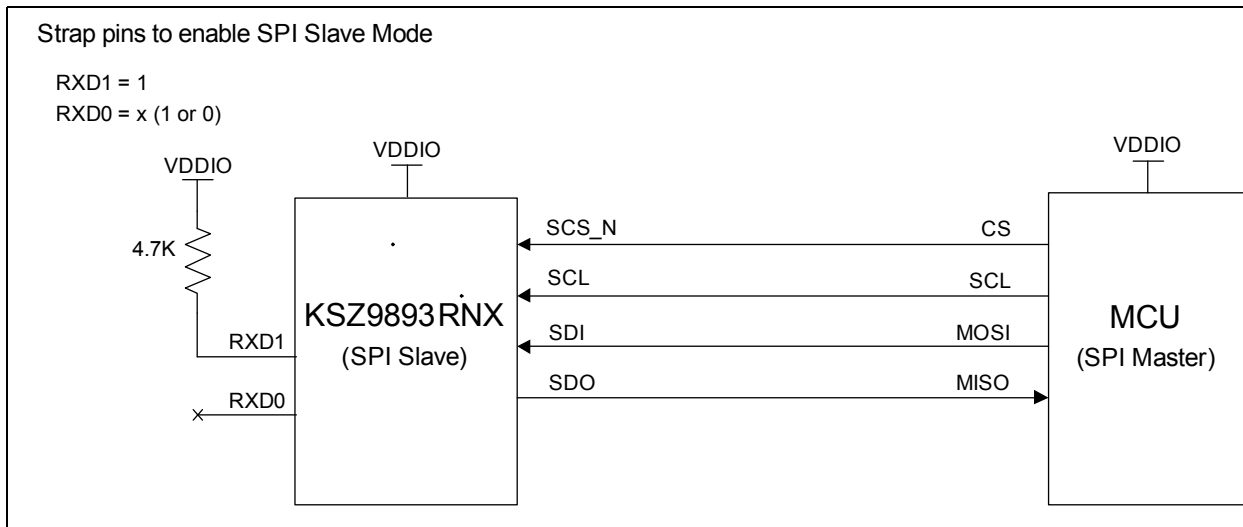 Strap pins to enable SPI Slave Mode
RXD1 = 1
RXD0 = x (1 or 0)
VDDIO
VDDIO
VDDIO
4.7K
SCS_N
CS
SCL
SCL
KSZ9893RNX
(SPI Slave)
SDI
MOSI
MCU
(SPI Master)
RXD1
SDO
MISO
RXD0